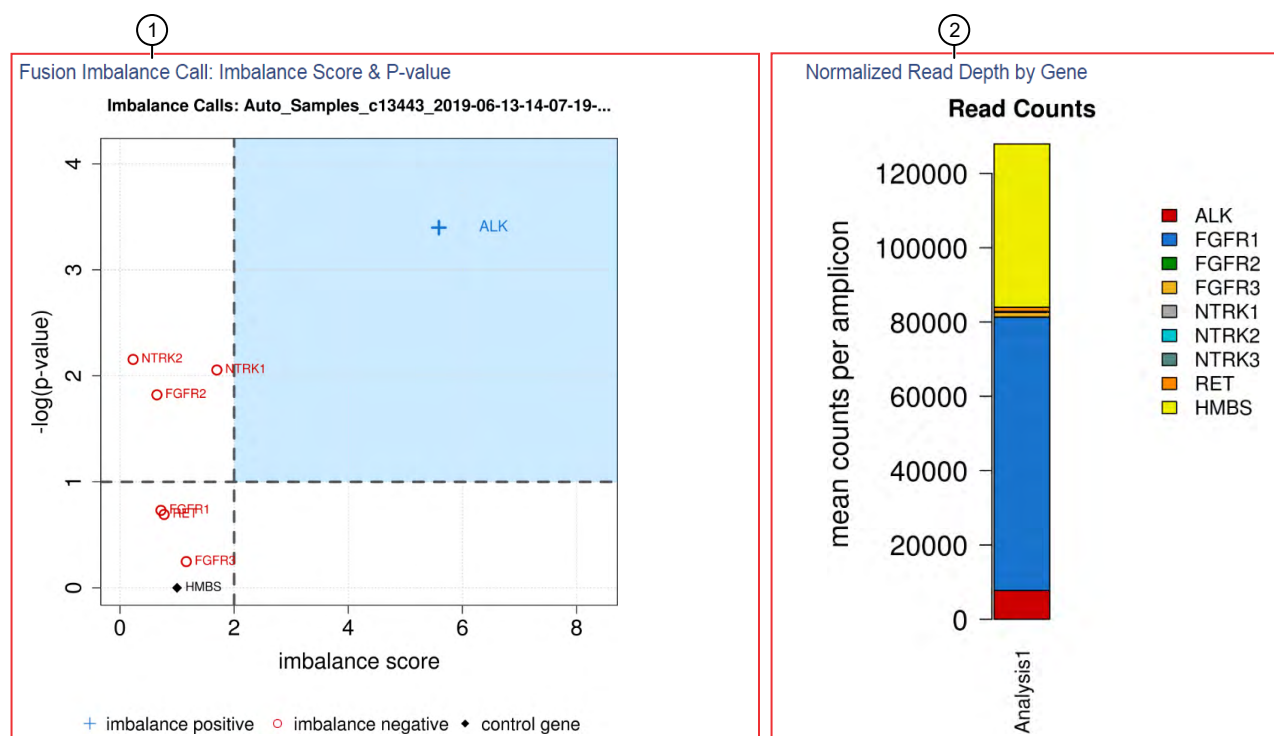 1
2
Fusion Imbalance Call: Imbalance Score & P-value
Imbalance Calls: Auto_Samples_c13443_2019-06-13-14-07-19-...
-log(p-value)
4
3
2
1
0
ALK
NTRK2
NTRK1
FGFR2
FGFR1
RET
FGFR3
HMBS
0
2
4
6
8
imbalance score
imbalance positive
imbalance negative
control gene
Normalized Read Depth by Gene
Read Counts
mean counts per amplicon
120000
100000
80000
60000
40000
20000
0
Analysis1
ALK
FGFR1
FGFR2
FGFR3
NTRK1
NTRK2
NTRK3
RET
HMBS